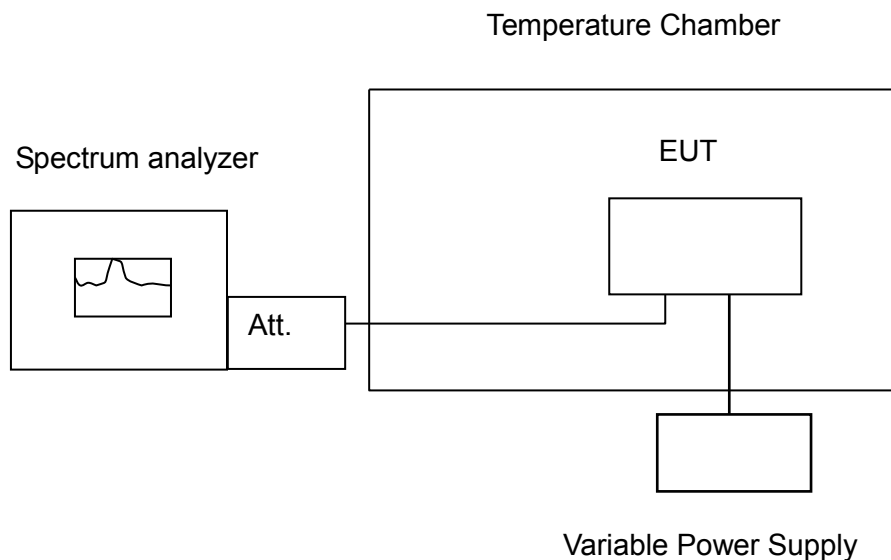 Temperature Chamber
Spectrum analyzer
EUT
Att.
Variable Power Supply